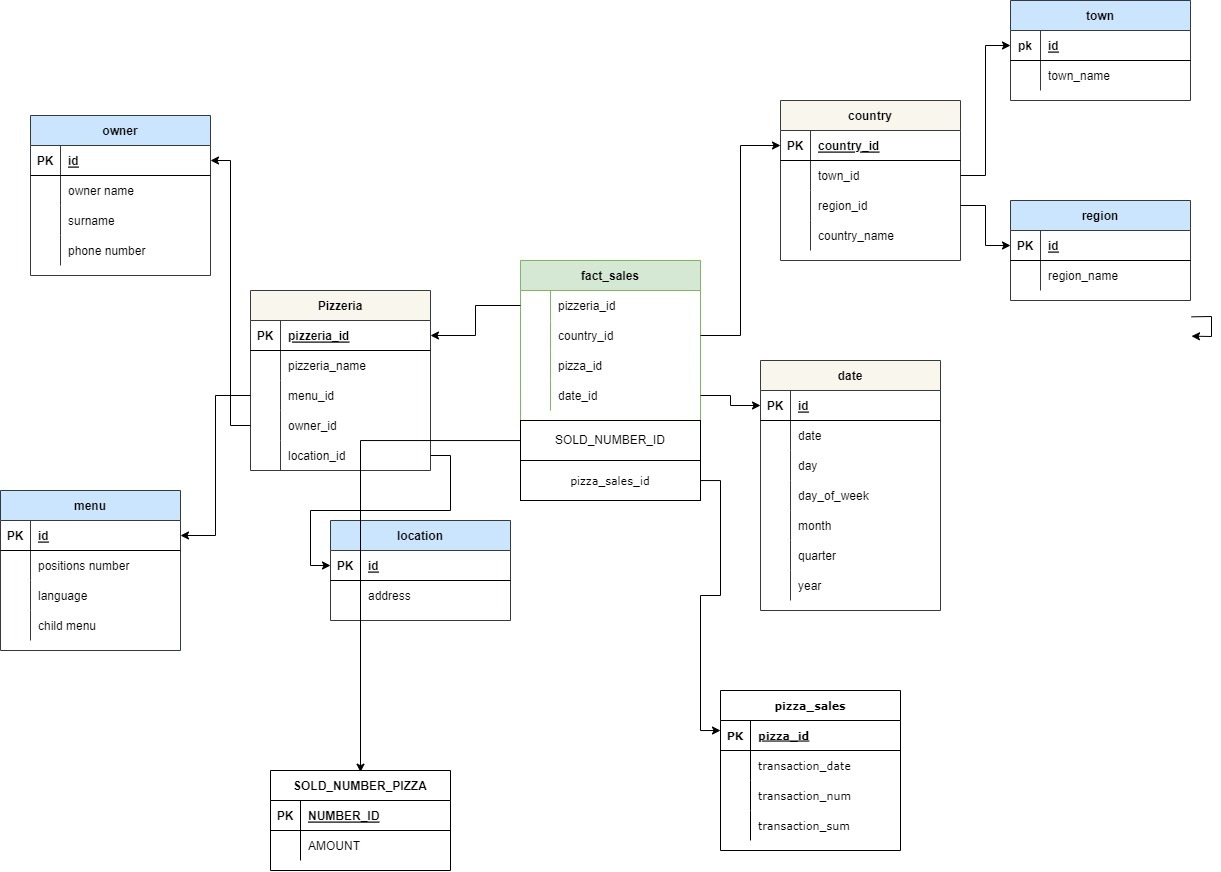 town
pk id
town_name
country
PK country_id
town_id
region_id
country_name
owner
PK id
owner name
surname
phone number
region
PK id
region_name
fact_sales
pizzeria_id
country_id
pizza_id
date_id
SOLD_NUMBER_ID
pizza_sales_id
Pizzeria
PK pizzeria_id
pizzeria_name
menu_id
owner_id
location_id
date
PK id
date
day
day_of_week
month
quarter
year
menu
PK id
positions number
language
child menu
location
PK id
address
pizza_sales
PK pizza_id
transaction_date
transaction_num
transaction_sum
SOLD_NUMBER_PIZZA
PK NUMBER_ID
AMOUNT